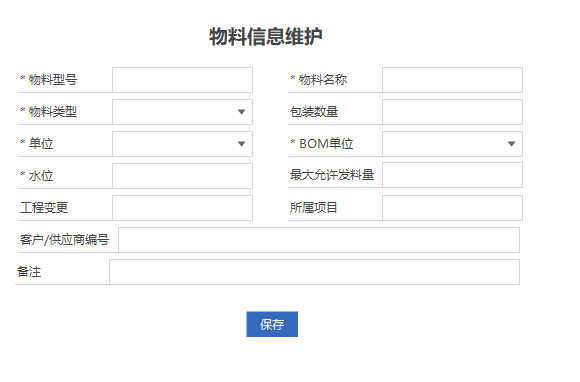 物料信息维护
* 物料型号
* 物料名称
* 物料类型
包装数量
* 单位
* BOM单位
* 水位
最大允许发料量
工程变更
所属项目
客户/供应商编号
备注
保存